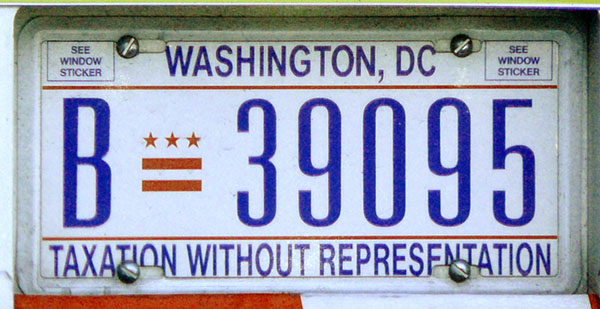 SEE
WINDOW
STICKER
WASHINGTON, DC
SEE
WINDOW
STICKER
B 39095
TAXATION WITHOUT REPRESENTATION